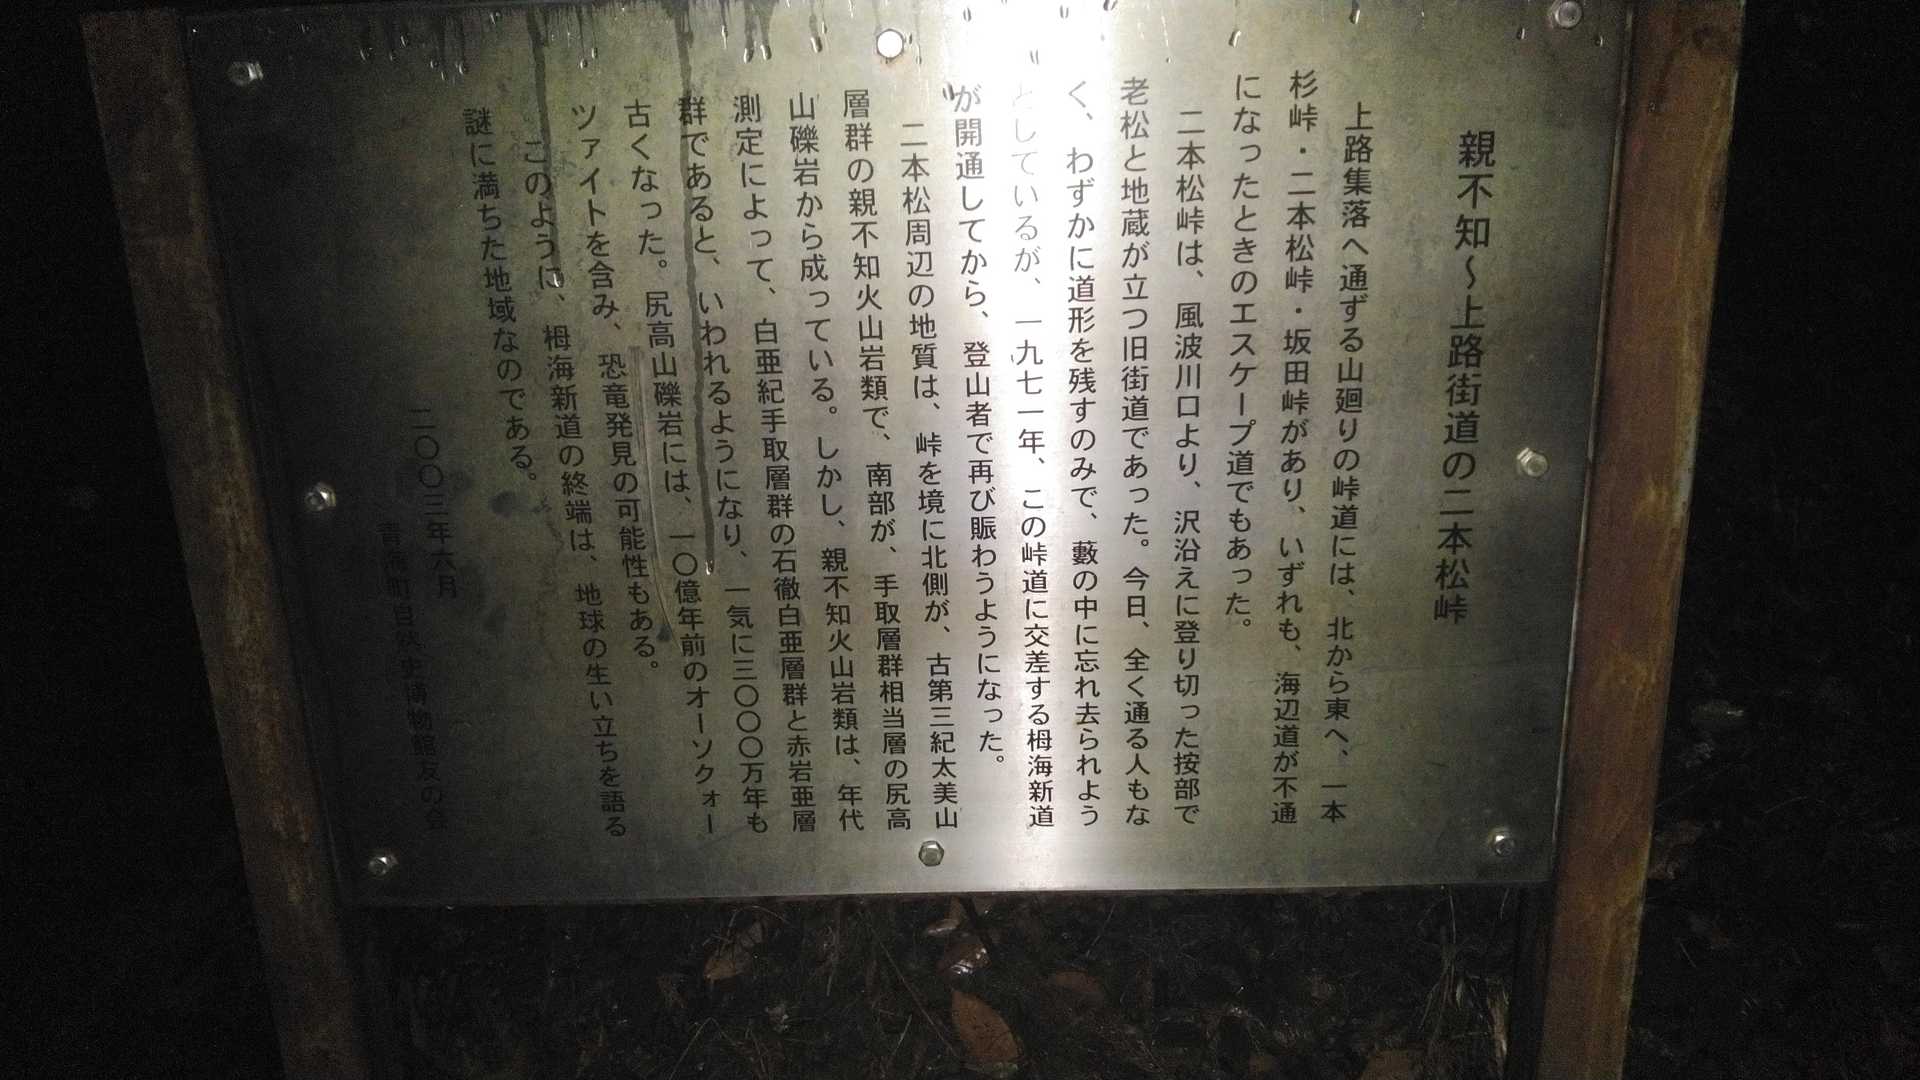 親不知〜上路街道の二本松峠
上路集落へ通ずる山廻りの峠道には、北から東へ、一本
杉峠・二本松峠・坂田峠があり、いずれも、海辺道が不通
になったときのエスケープ道でもあった。
二本松峠は、風波川口より、沢沿えに登り切った按部で
老松と地蔵が立つ旧街道であった。今日、全く通る人もな
く、わずかに道形を残すのみで、藪の中に忘れ去られよう
としているが、一九七一年、この峠道に交差する栂海新道
が開通してから、登山者で再び賑わうようになった。
二本松周辺の地質は、峠を境に北側が、古第三紀太美山
層群の親不知火山岩類で、南部が、手取層群相当層の尻高
山礫岩から成っている。しかし、親不知火山岩類は、年代
測定によって、白亜紀手取層群の石徹白亜層群と赤岩亜層
群であると、いわれるようになり、一気に三〇〇〇万年も
古くなった。尻高山礫岩には、一〇億年前のオーソクォー
ツァイトを含み、恐竜発見の可能性もある。
このように、栂海新道の終端は、地球の生い立ちを語る
謎に満ちた地域なのである。
二〇〇三年六月
青海町自然史博物館友の会